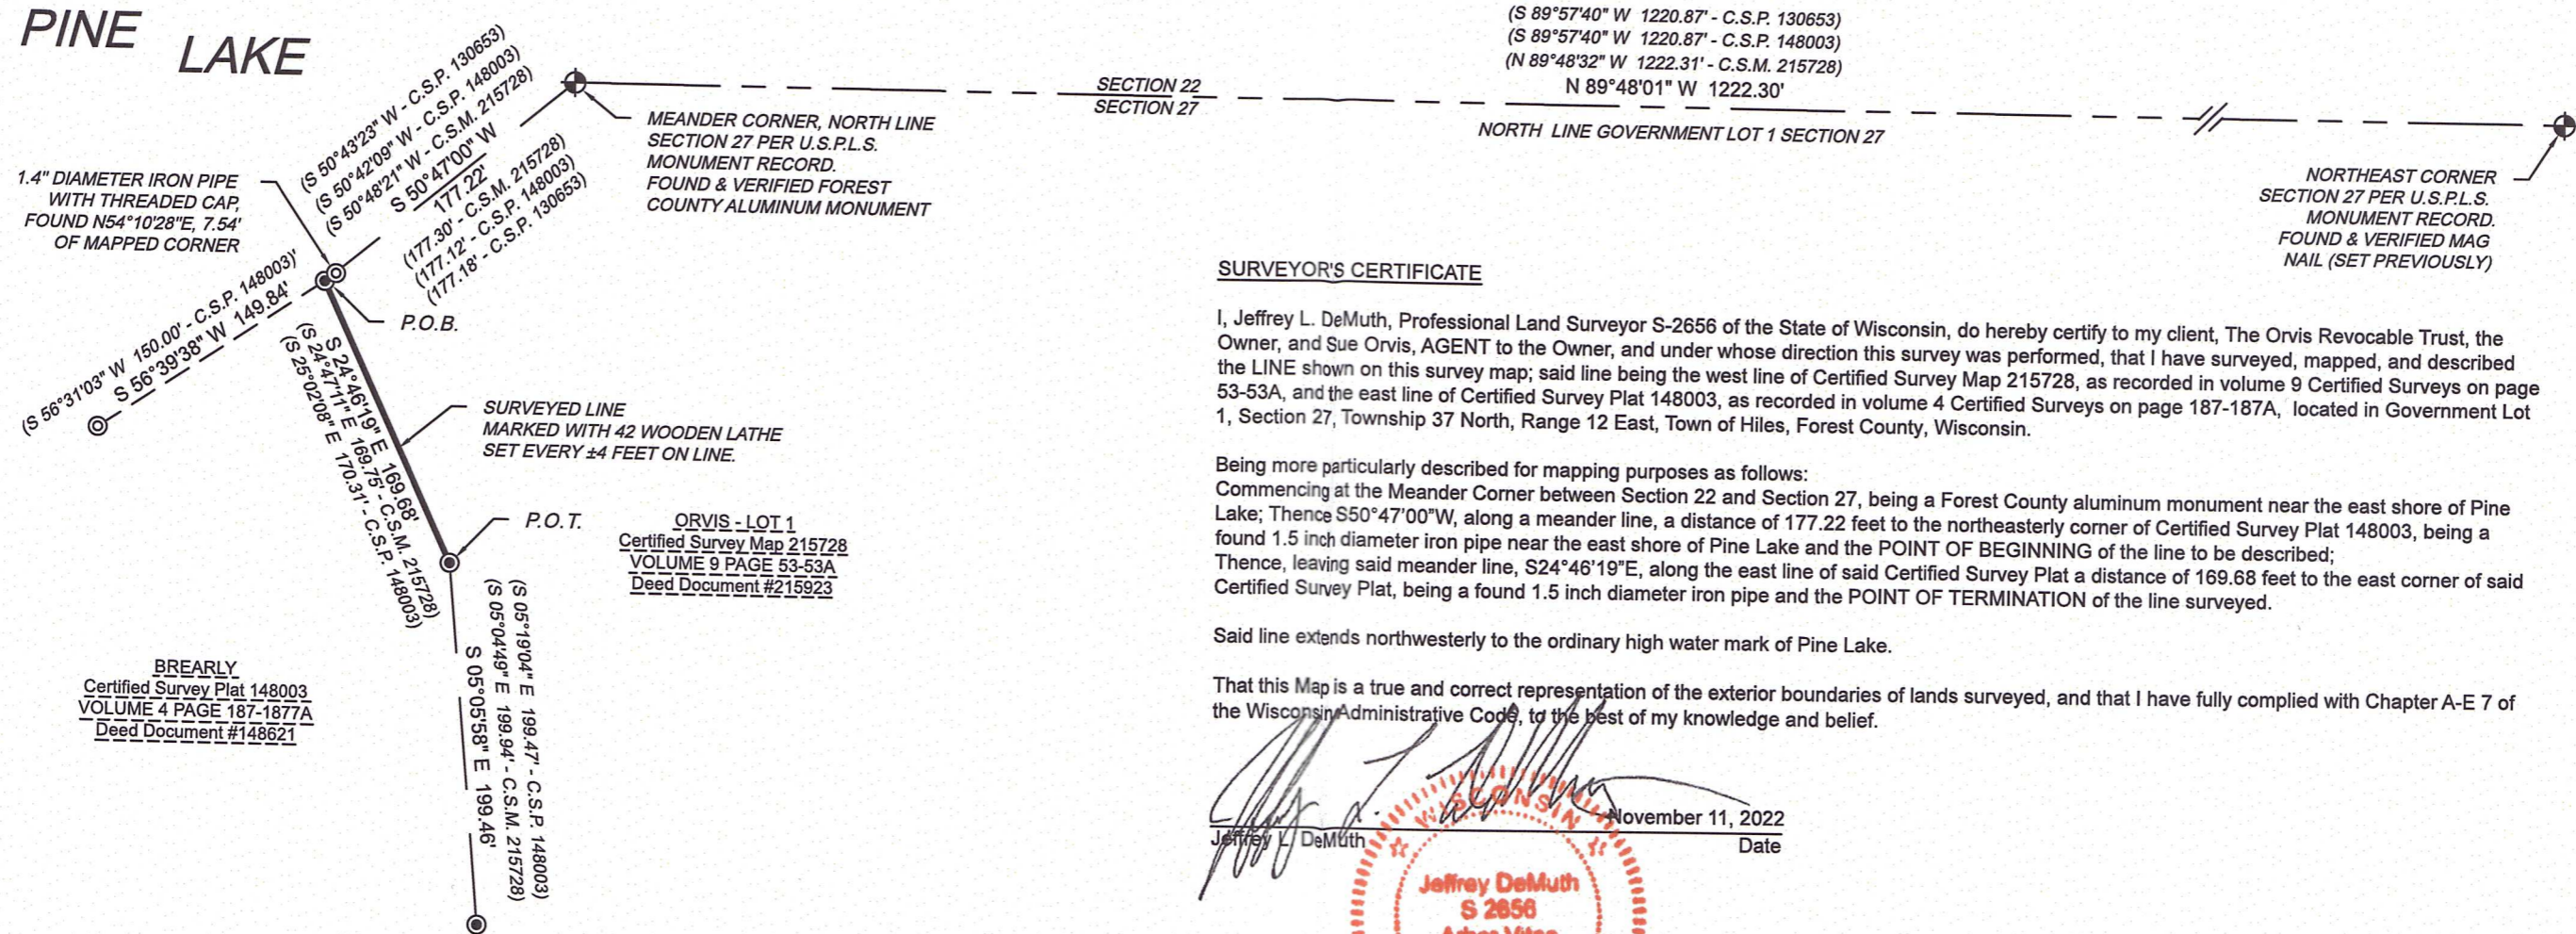 PINE
LAKE
(S 89°57'40" W 1220.87' - C.S.P. 130653)
(S 89°57'40" W 1220.87' - C.S.P. 148003)
(N 89°48'32" W 1222.31' - C.S.M. 215728)
N 89°48'01" W 1222.30'
SECTION 22
SECTION 27
NORTH LINE GOVERNMENT LOT 1 SECTION 27
(S 50°43'23" W - C.S.P. 130653)
(S 50°42'09" W - C.S.P. 148003)
(S 50°48'21" W - C.S.M. 215728)
S 50°47'00" W
177.22'
(177.30' - C.S.M. 215728)
(177.12' - C.S.P. 148003)
(177.18' - C.S.P. 130653)
MEANDER CORNER, NORTH LINE
SECTION 27 PER U.S.P.L.S.
MONUMENT RECORD.
FOUND & VERIFIED FOREST
COUNTY ALUMINUM MONUMENT
NORTHEAST CORNER
SECTION 27 PER U.S.P.L.S.
MONUMENT RECORD.
FOUND & VERIFIED MAG
NAIL (SET PREVIOUSLY)
1.4" DIAMETER IRON PIPE
WITH THREADED CAP,
FOUND N54°10'28"E, 7.54'
OF MAPPED CORNER
(S 56°31'03" W 150.00' - C.S.P. 148003)'
S 56°39'38" W 149.84'
P.O.B.
S 24°46'19" E 169.68'
(S 24°47'11" E 169.75' - C.S.M. 215728)
(S 25°02'08" E 170.31' - C.S.P. 148003)
SURVEYED LINE
MARKED WITH 42 WOODEN LATHE
SET EVERY ±4 FEET ON LINE.
P.O.T.
ORVIS - LOT 1
Certified Survey Map 215728
VOLUME 9 PAGE 53-53A
Deed Document #215923
BREARLY
Certified Survey Plat 148003
VOLUME 4 PAGE 187-1877A
Deed Document #148621
(S 05°19'04" E 199.47' - C.S.P. 148003)
(S 05°04'49" E 199.94' - C.S.M. 215728)
S 05°05'58" E 199.46'
SURVEYOR'S CERTIFICATE
I, Jeffrey L. DeMuth, Professional Land Surveyor S-2656 of the State of Wisconsin, do hereby certify to my client, The Orvis Revocable Trust, the
Owner, and Sue Orvis, AGENT to the Owner, and under whose direction this survey was performed, that I have surveyed, mapped, and described
the LINE shown on this survey map; said line being the west line of Certified Survey Map 215728, as recorded in volume 9 Certified Surveys on page
53-53A, and the east line of Certified Survey Plat 148003, as recorded in volume 4 Certified Surveys on page 187-187A, located in Government Lot
1, Section 27, Township 37 North, Range 12 East, Town of Hiles, Forest County, Wisconsin.
Being more particularly described for mapping purposes as follows:
Commencing at the Meander Corner between Section 22 and Section 27, being a Forest County aluminum monument near the east shore of Pine
Lake; Thence S50°47'00"W, along a meander line, a distance of 177.22 feet to the northeasterly corner of Certified Survey Plat 148003, being a
found 1.5 inch diameter iron pipe near the east shore of Pine Lake and the POINT OF BEGINNING of the line to be described;
Thence, leaving said meander line, S24°46'19"E, along the east line of said Certified Survey Plat a distance of 169.68 feet to the east corner of said
Certified Survey Plat, being a found 1.5 inch diameter iron pipe and the POINT OF TERMINATION of the line surveyed.
Said line extends northwesterly to the ordinary high water mark of Pine Lake.
That this Map is a true and correct representation of the exterior boundaries of lands surveyed, and that I have fully complied with Chapter A-E 7 of
the Wisconsin Administrative Code, to the best of my knowledge and belief.
November 11, 2022
Jeffrey L. DeMuth
Date
WISCONSIN
Jeffrey DeMuth
S 2656